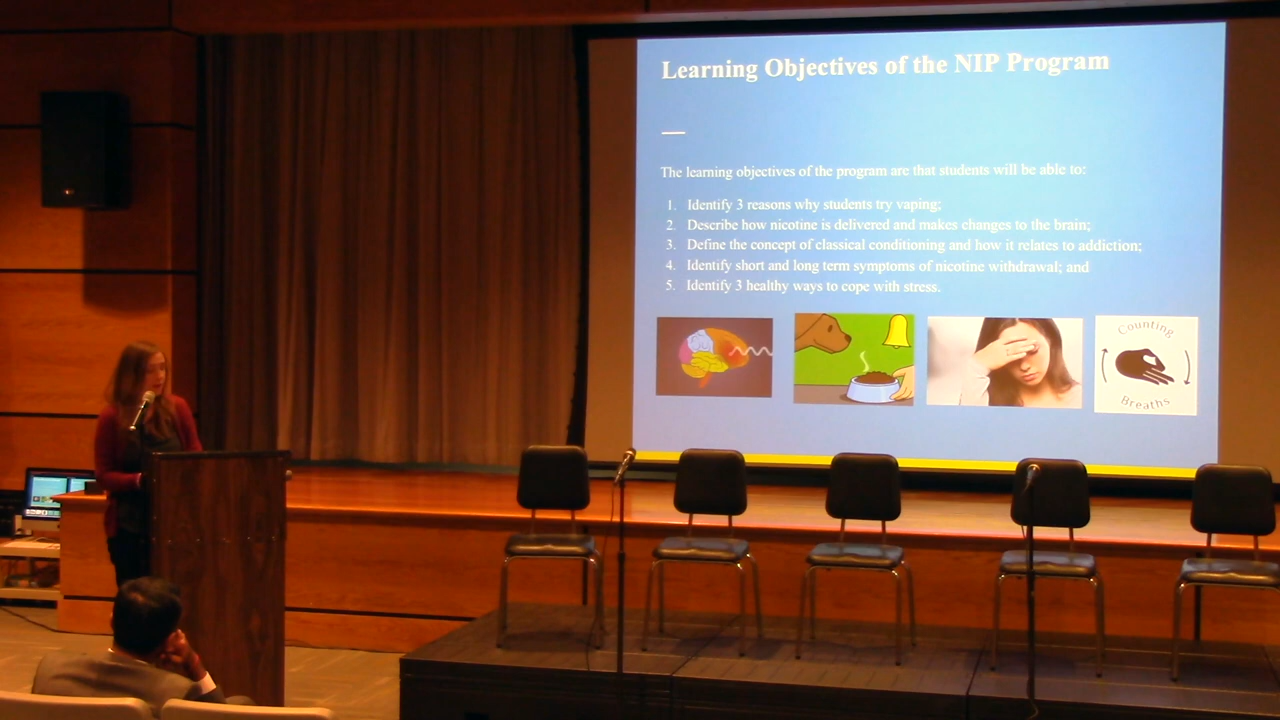 Learning Objectives of the NIP Program
The learning objectives of the program are that students will be able to:
1. Identify 3 reasons why students try vaping;
2. Describe how nicotine is delivered and makes changes to the brain;
3. Define the concept of classical conditioning and how it relates to addiction;
4. Identify short and long term symptoms of nicotine withdrawal; and
5. Identify 3 healthy ways to cope with stress.
Counting
Breaths